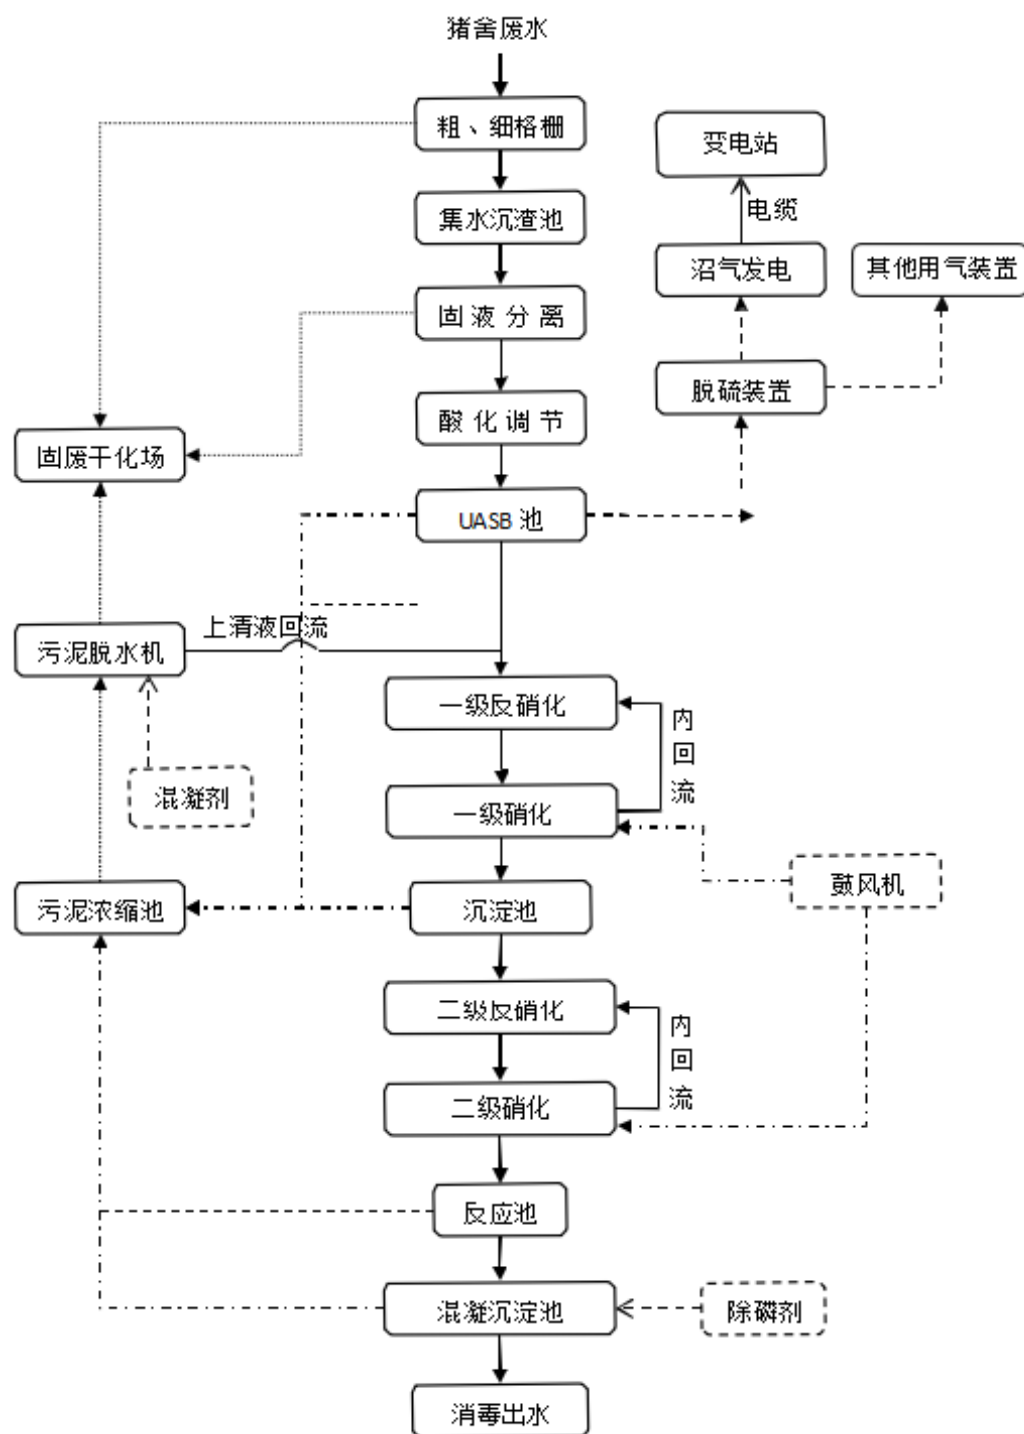 猪舍废水
粗、细格栅
变电站
电缆
集水沉渣池
沼气发电
其他用气装置
固液分离
脱硫装置
酸化调节
固废干化场
UASB池
上清液回流
污泥脱水机
一级反硝化
内回流
混凝剂
一级硝化
鼓风机
污泥浓缩池
沉淀池
二级反硝化
内回流
二级硝化
反应池
混凝沉淀池
除磷剂
消毒出水